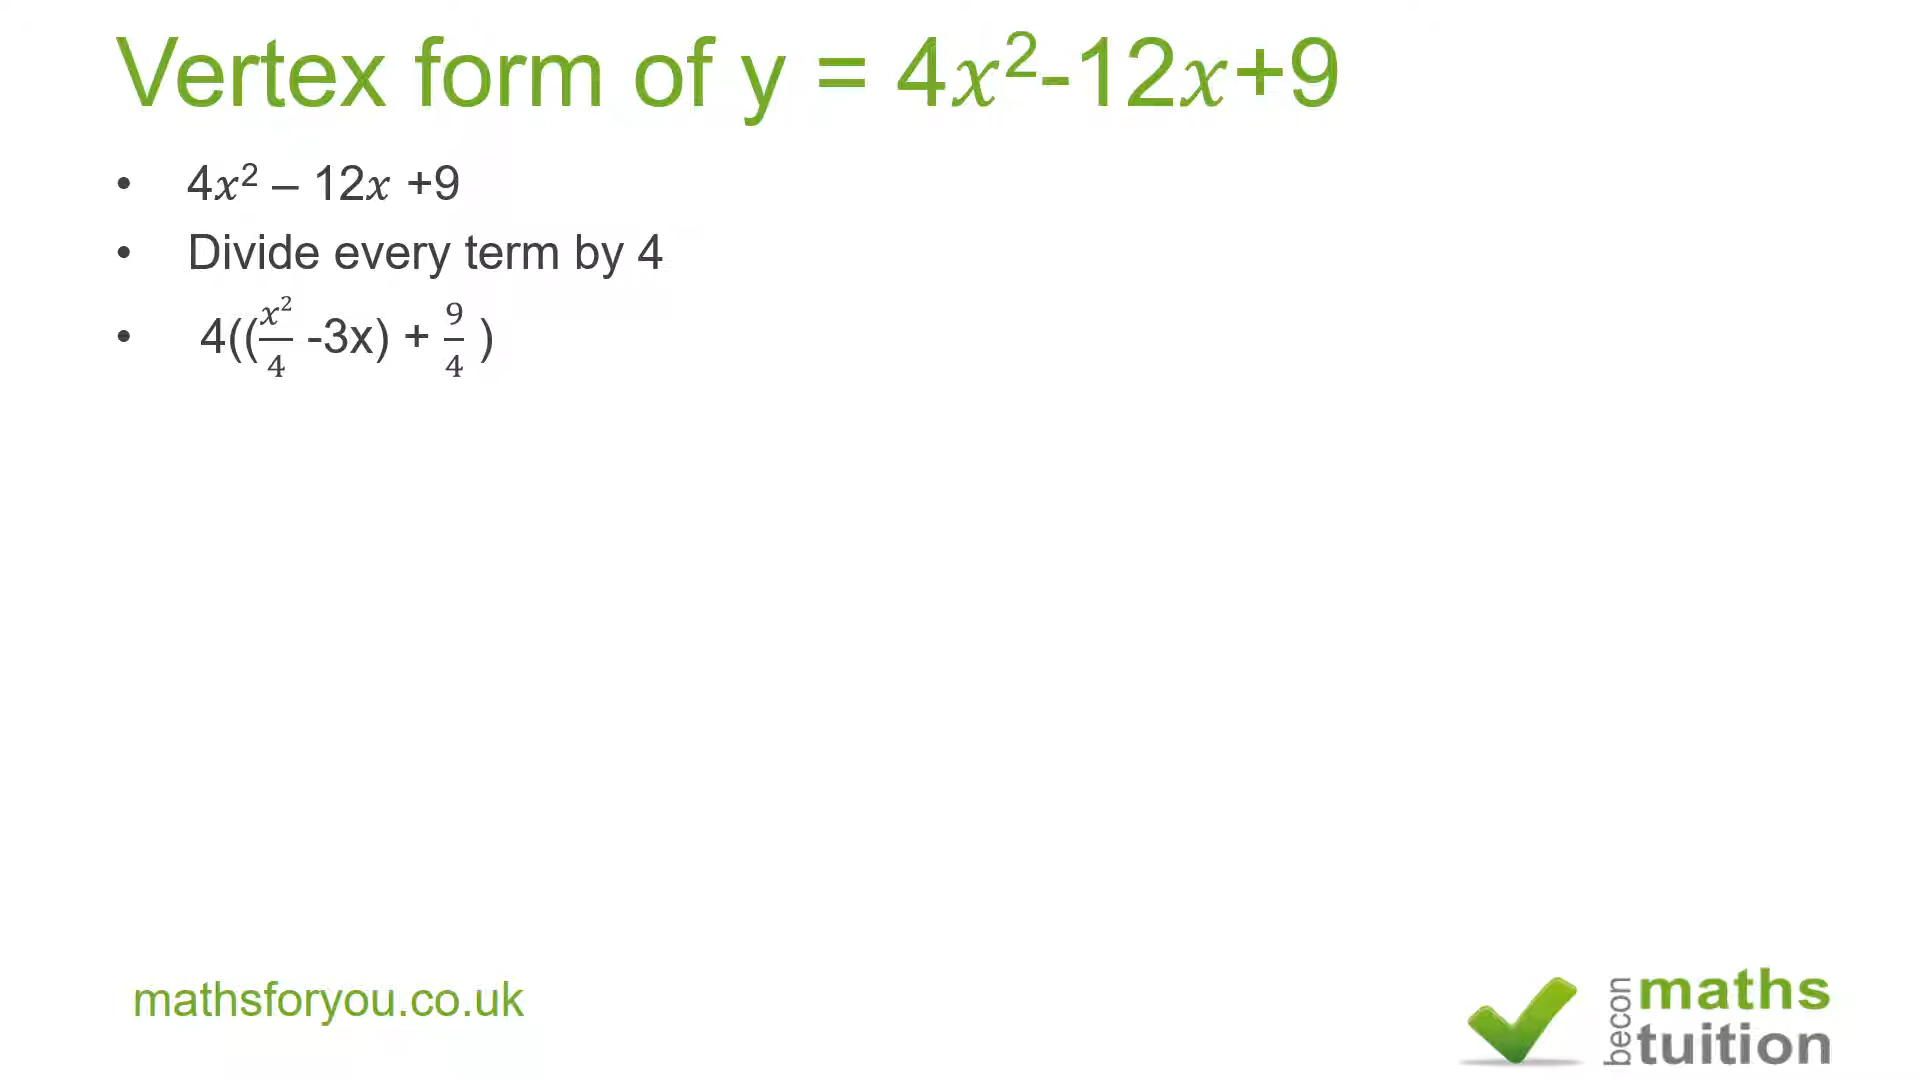 Vertex form of y = 4𝑥²-12𝑥+9
• 4𝑥² – 12𝑥 +9
• Divide every term by 4
• 4((𝑥²/4 -3x) + 9/4 )
mathsforyou.co.uk
becon maths tuition